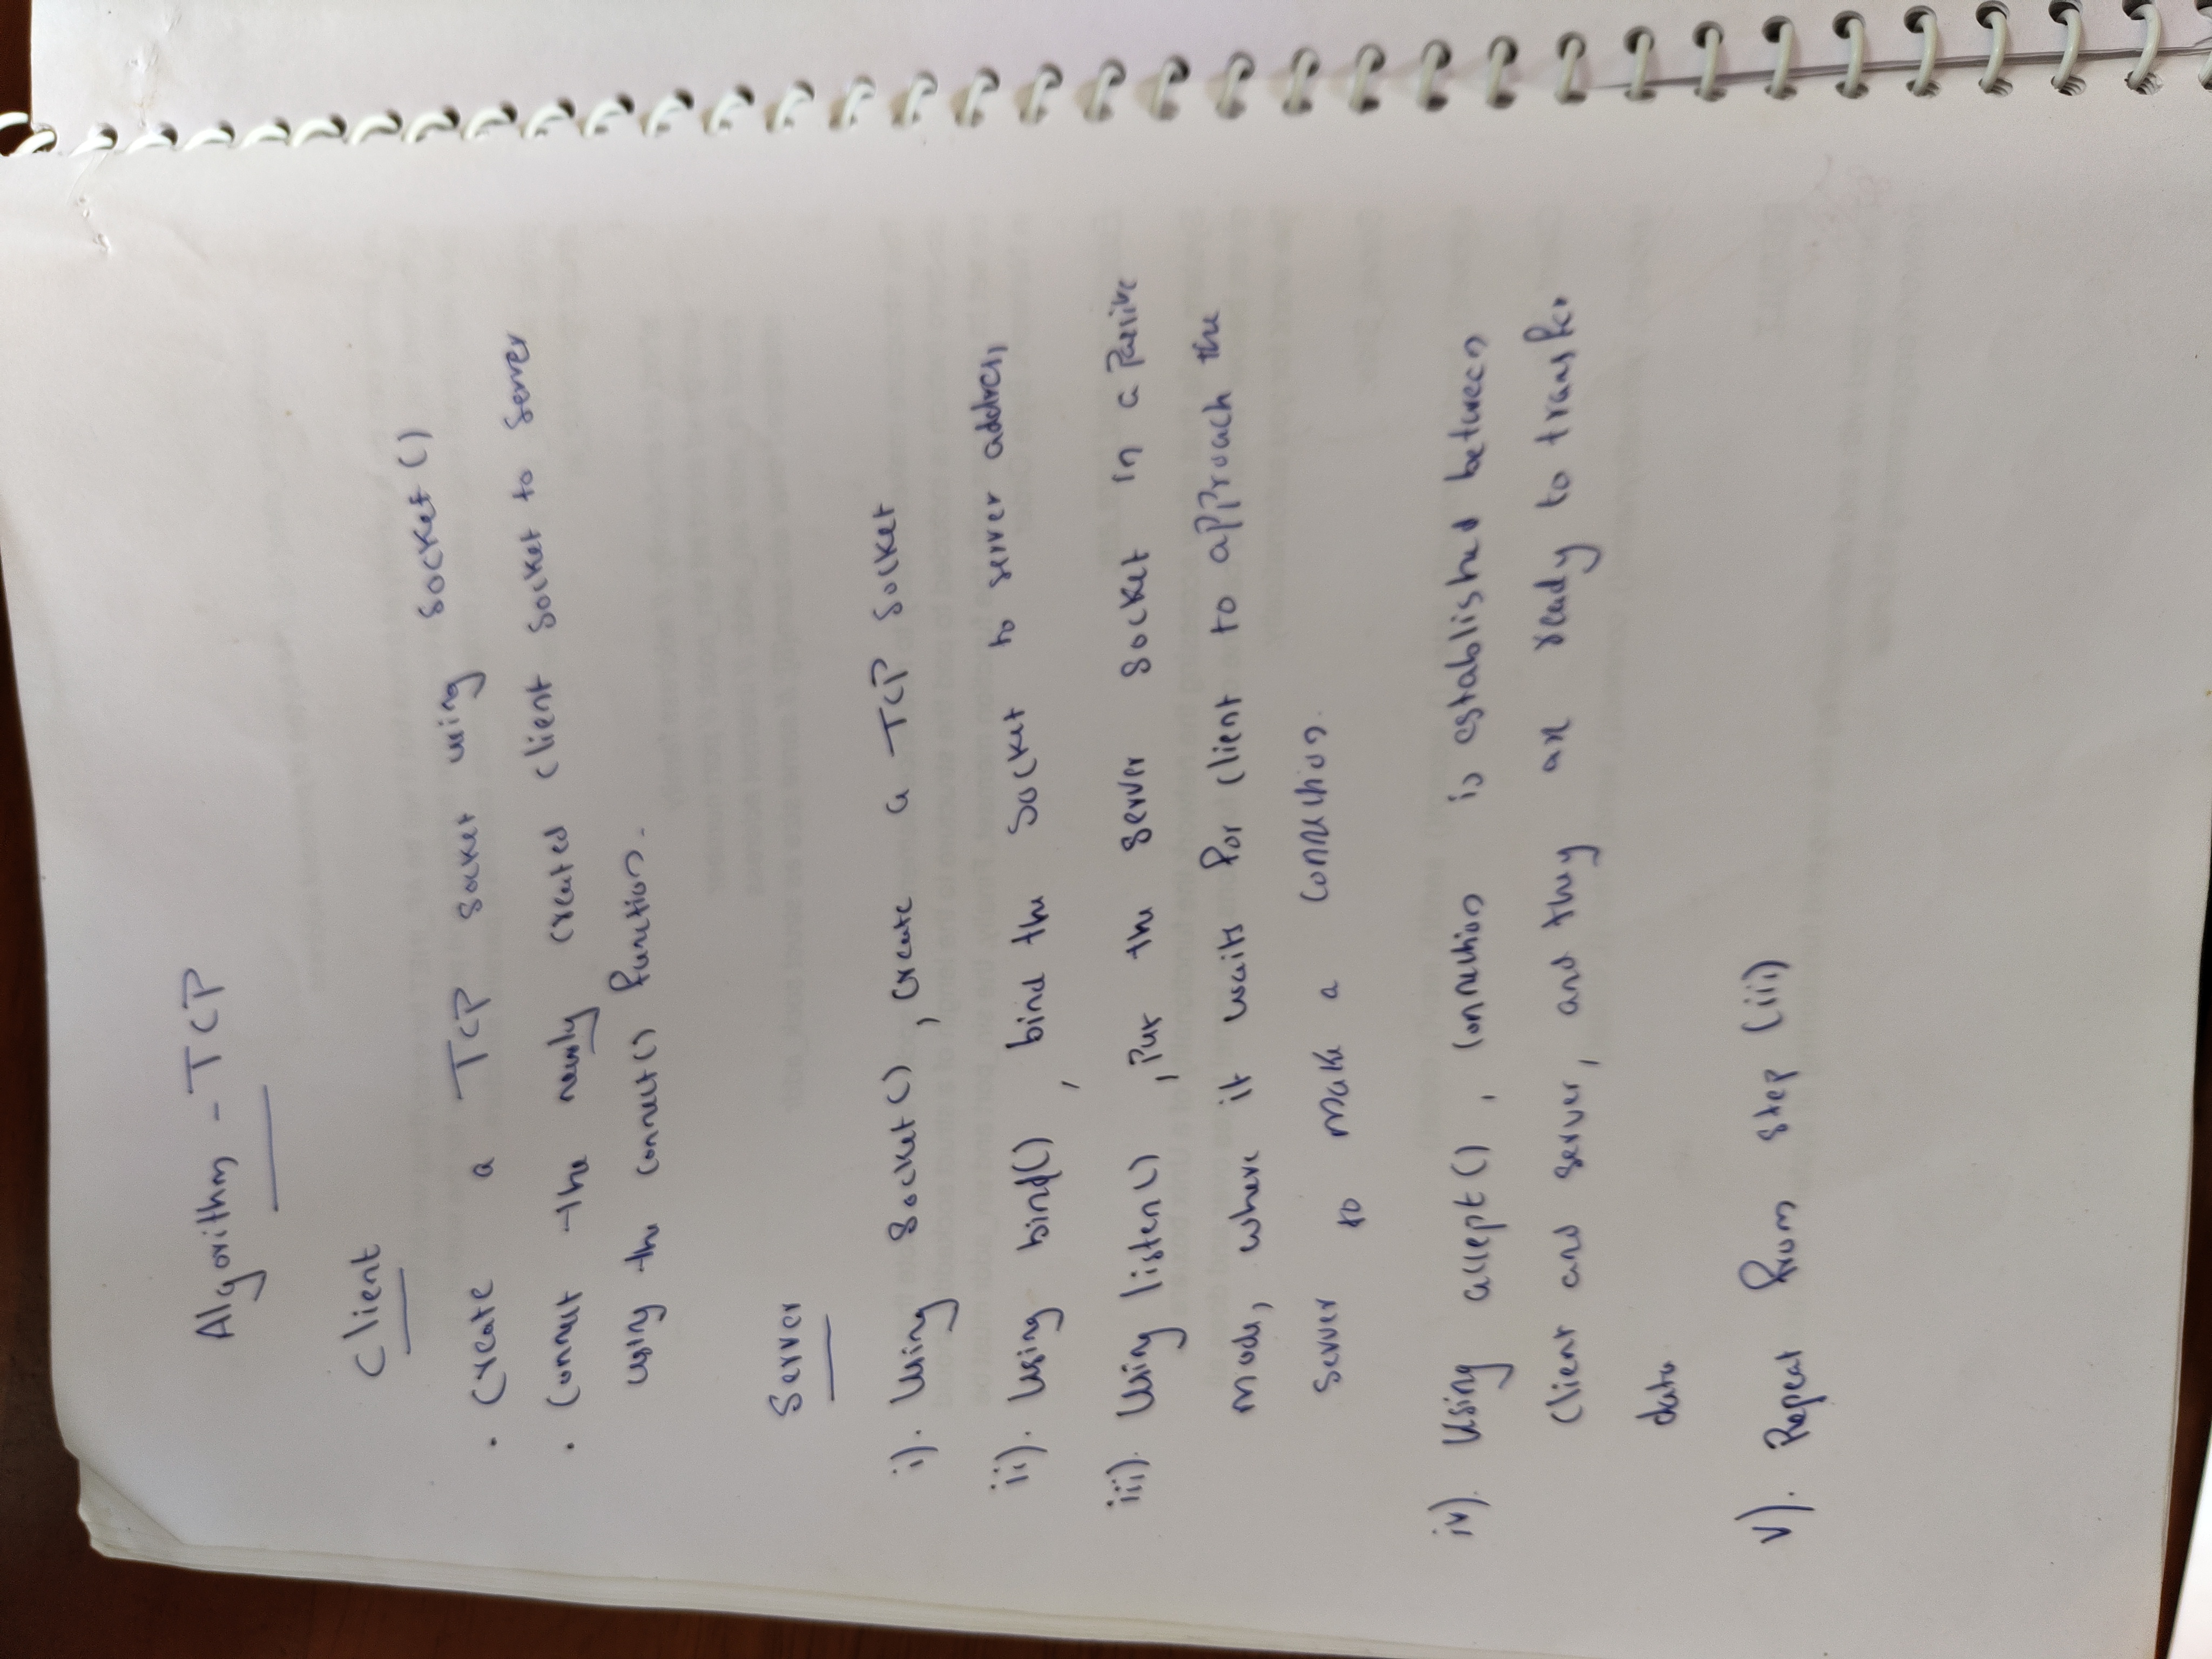 Algorithm - TCP
Client
. Create a TCP socket using socket()
. Connect the newly created client socket to server
using the connect() function.
Server
i). Using socket(), create a TCP socket
ii). Using bind(), bind the socket to server address,
iii). Using listen(), Put the server socket in a Passive
mode, where it waits for client to approach the
server to make a connection.
iv). Using accept(), connection is established between
client and server, and they are ready to transfer
data
v). Repeat from step (iii)